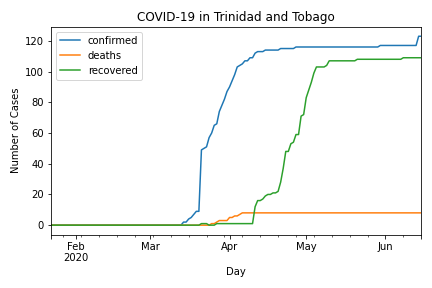 COVID-19 in Trinidad and Tobago
confirmed
deaths
recovered
Number of Cases
120
100
80
60
40
20
0
Feb
2020
Mar
Apr
May
Jun
Day